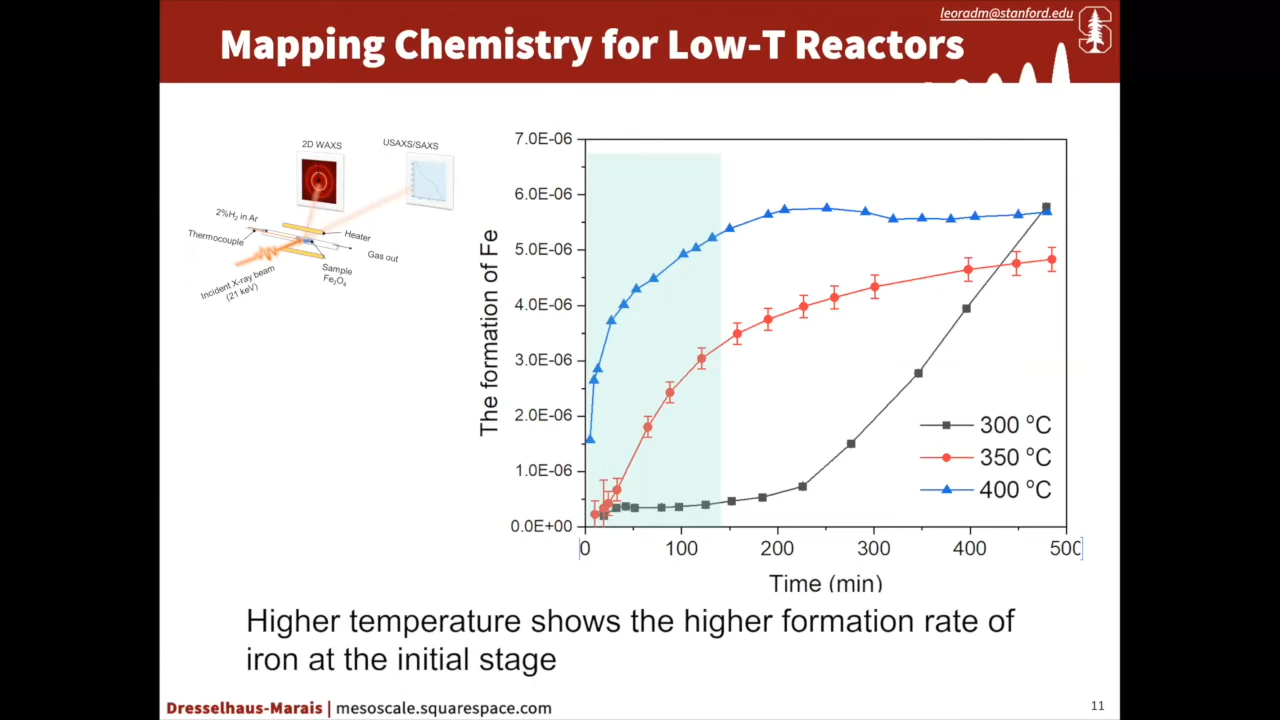 leoradm@stanford.edu
Mapping Chemistry for Low-T Reactors
2D WAXS
USAXS/SAXS
2%H₂ in Ar
Thermocouple
Heater
Gas out
Sample
Fe₃O₄
Incident X-ray beam
(21 keV)
The formation of Fe
7.0E-06
6.0E-06
5.0E-06
4.0E-06
3.0E-06
2.0E-06
1.0E-06
0.0E+00
300 ºC
350 ºC
400 ºC
0 100 200 300 400 500
Time (min)
Higher temperature shows the higher formation rate of
iron at the initial stage
Dresselhaus-Marais | mesoscale.squarespace.com
11